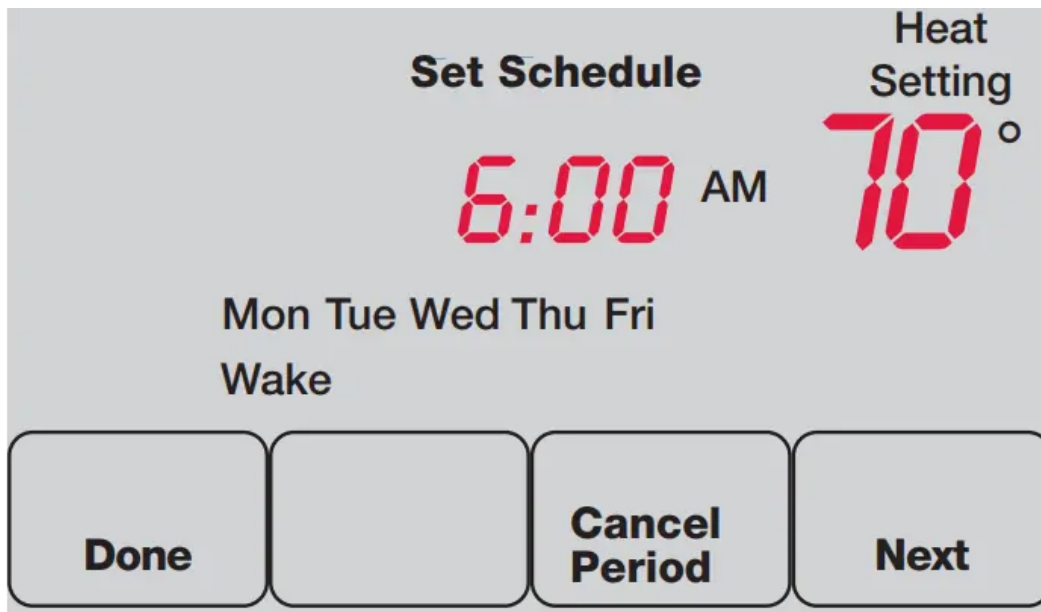 Heat
Setting
Set Schedule
6:00 AM
70°
Mon Tue Wed Thu Fri
Wake
Done
Cancel
Period
Next